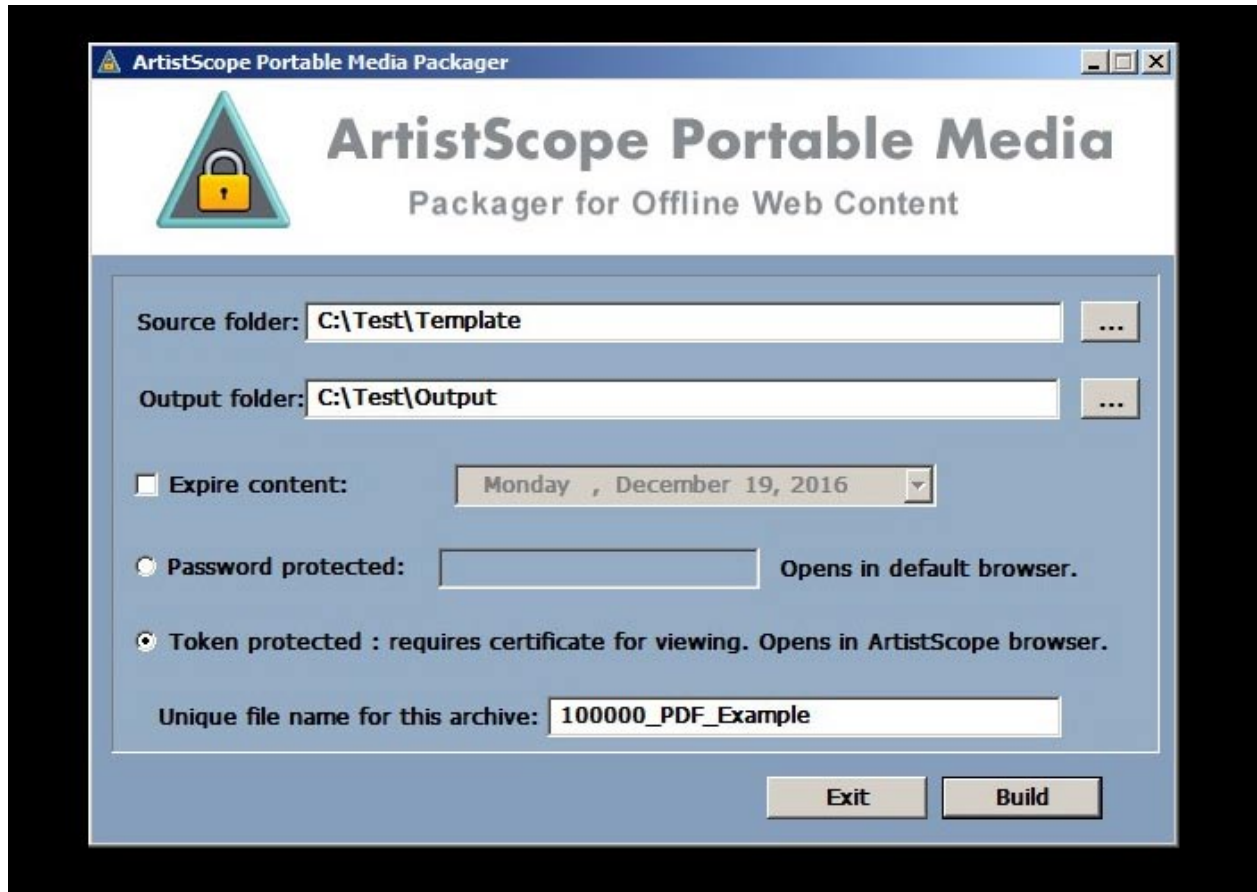 ArtistScope Portable Media Packager
ArtistScope Portable Media
Packager for Offline Web Content
Source folder: C:\Test\Template ...
Output folder: C:\Test\Output ...
Expire content: Monday , December 19, 2016
Password protected: Opens in default browser.
Token protected : requires certificate for viewing. Opens in ArtistScope browser.
Unique file name for this archive: 100000_PDF_Example
Exit Build